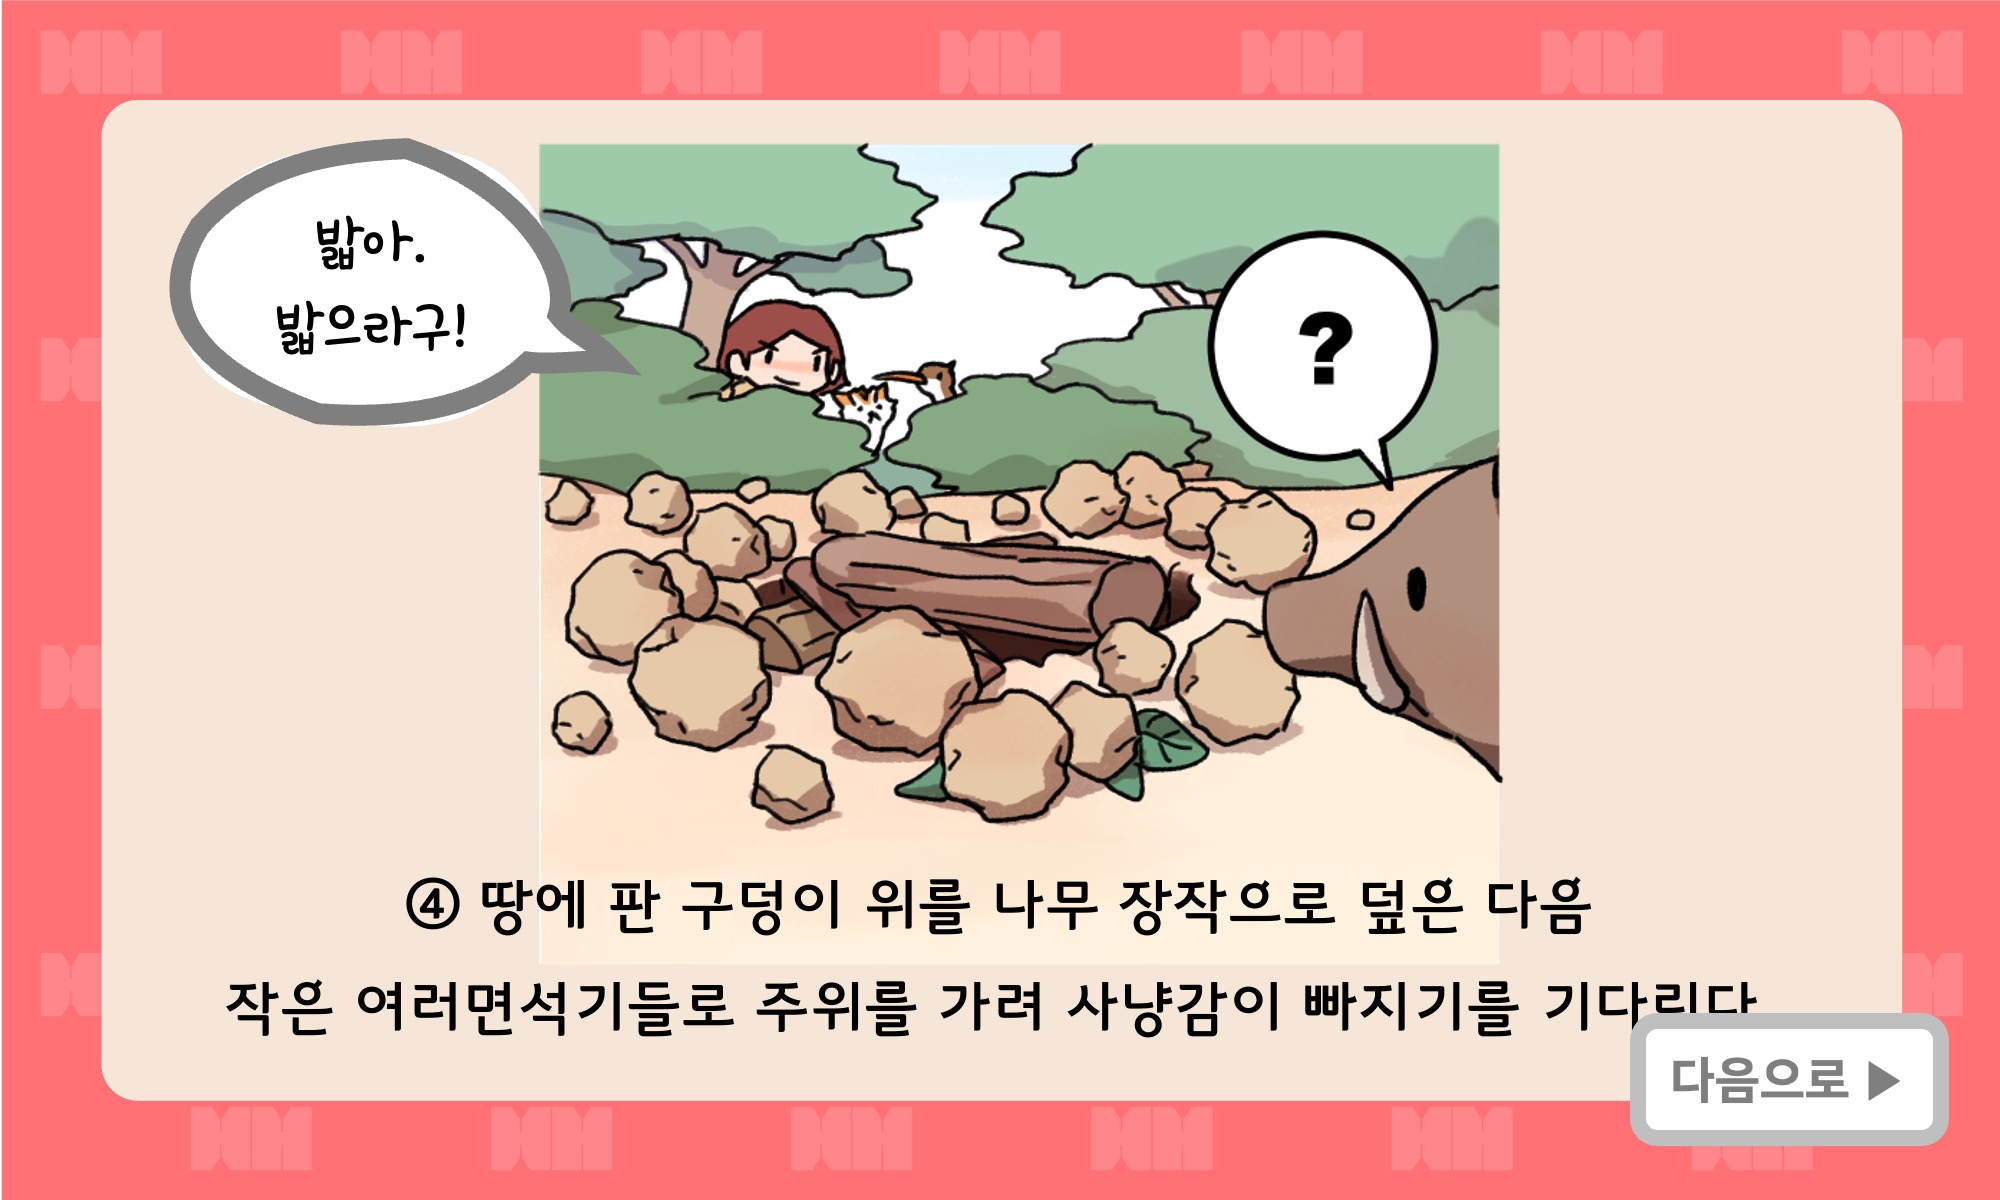 밟아.
밟으라구!
?
④ 땅에 판 구덩이 위를 나무 장작으로 덮은 다음
작은 여러면석기들로 주위를 가려 사냥감이 빠지기를 기다린다
다음으로 ▶